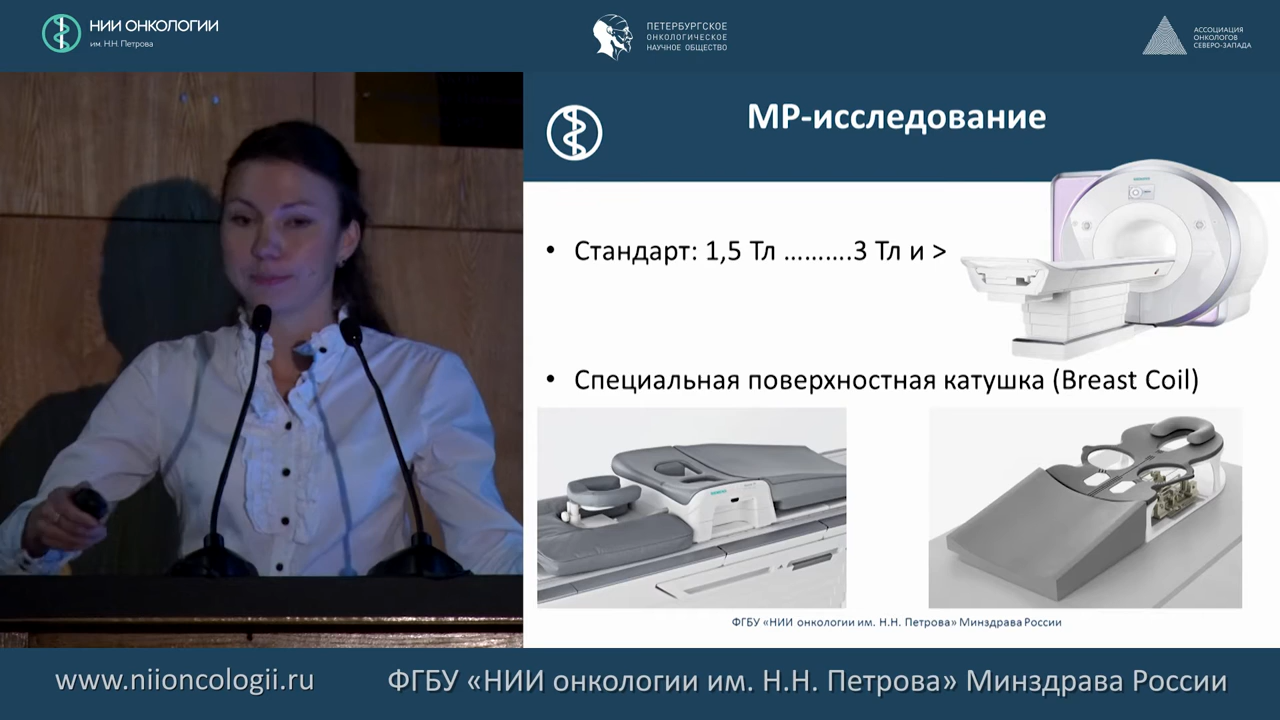 НИИ ОНКОЛОГИИ
им. Н.Н. Петрова
ПЕТЕРБУРГСКОЕ
ОНКОЛОГИЧЕСКОЕ
НАУЧНОЕ ОБЩЕСТВО
АССОЦИАЦИЯ
ОНКОЛОГОВ
СЕВЕРО-ЗАПАДА
МР-исследование
• Стандарт: 1,5 Тл ……….3 Тл и >
• Специальная поверхностная катушка (Breast Coil)
ФГБУ «НИИ онкологии им. Н.Н. Петрова» Минздрава России
www.niioncologii.ru
ФГБУ «НИИ онкологии им. Н.Н. Петрова» Минздрава России